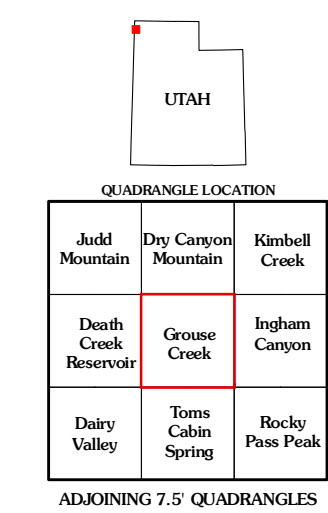 UTAH
QUADRANGLE LOCATION
Judd
Mountain
Dry Canyon
Mountain
Kimbell
Creek
Death
Creek
Reservoir
Grouse
Creek
Ingham
Canyon
Dairy
Valley
Toms
Cabin
Spring
Rocky
Pass Peak
ADJOINING 7.5' QUADRANGLES